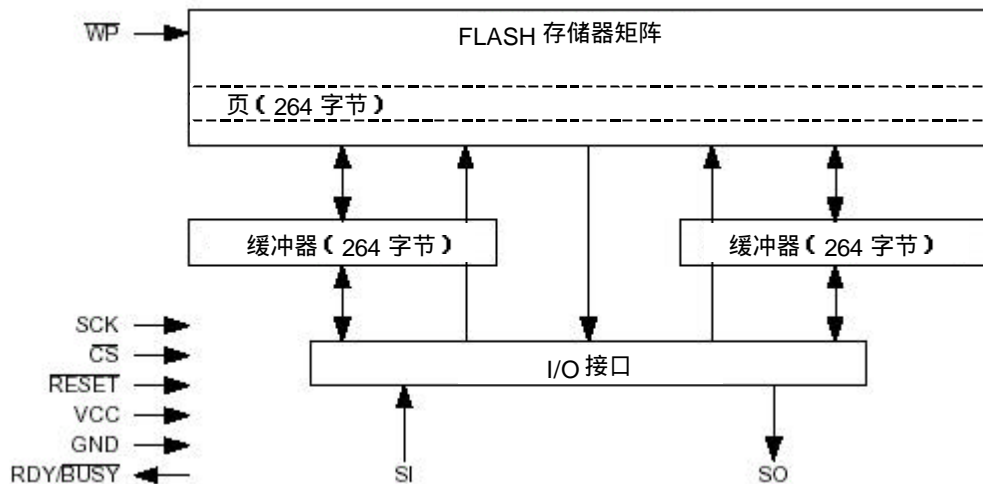 WP
FLASH 存储器矩阵
页（264 字节）
缓冲器（264 字节）
缓冲器（264 字节）
SCK
CS
I/O 接口
RESET
VCC
GND
RDY/BUSY
SI
SO